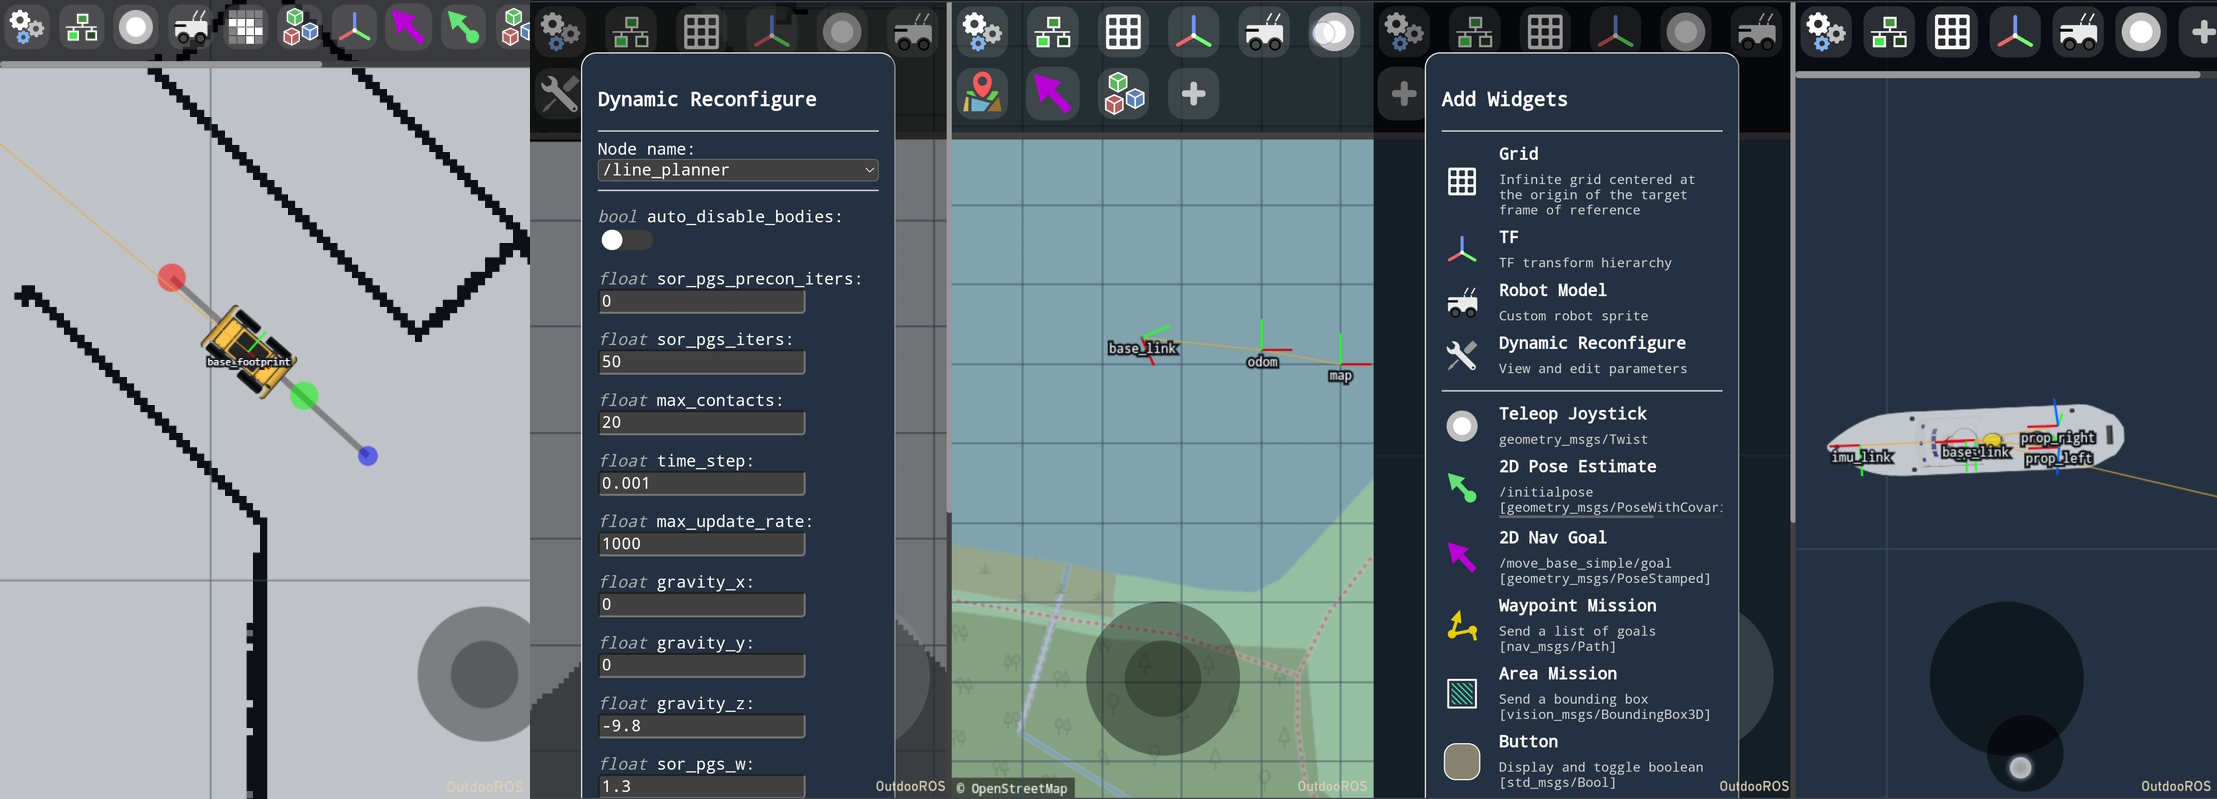 base_footprint
OutdooROS
Dynamic Reconfigure
Node name:
/line_planner
bool auto_disable_bodies:
float sor_pgs_precon_iters:
0
float sor_pgs_iters:
50
float max_contacts:
20
float time_step:
0.001
float max_update_rate:
1000
float gravity_x:
0
float gravity_y:
0
float gravity_z:
-9.8
float sor_pgs_w:
1.3
OutdooROS
base_link
odom
map
© OpenStreetMap
OutdooROS
Add Widgets
Grid
Infinite grid centered at
the origin of the target
frame of reference
TF
TF transform hierarchy
Robot Model
Custom robot sprite
Dynamic Reconfigure
View and edit parameters
Teleop Joystick
geometry_msgs/Twist
2D Pose Estimate
/initialpose
[geometry_msgs/PoseWithCovar
2D Nav Goal
/move_base_simple/goal
[geometry_msgs/PoseStamped]
Waypoint Mission
Send a list of goals
[nav_msgs/Path]
Area Mission
Send a bounding box
[vision_msgs/BoundingBox3D]
Button
Display and toggle boolean
[std_msgs/Bool]
OutdooROS
imu_link
base_link
prop_right
prop_left
OutdooROS